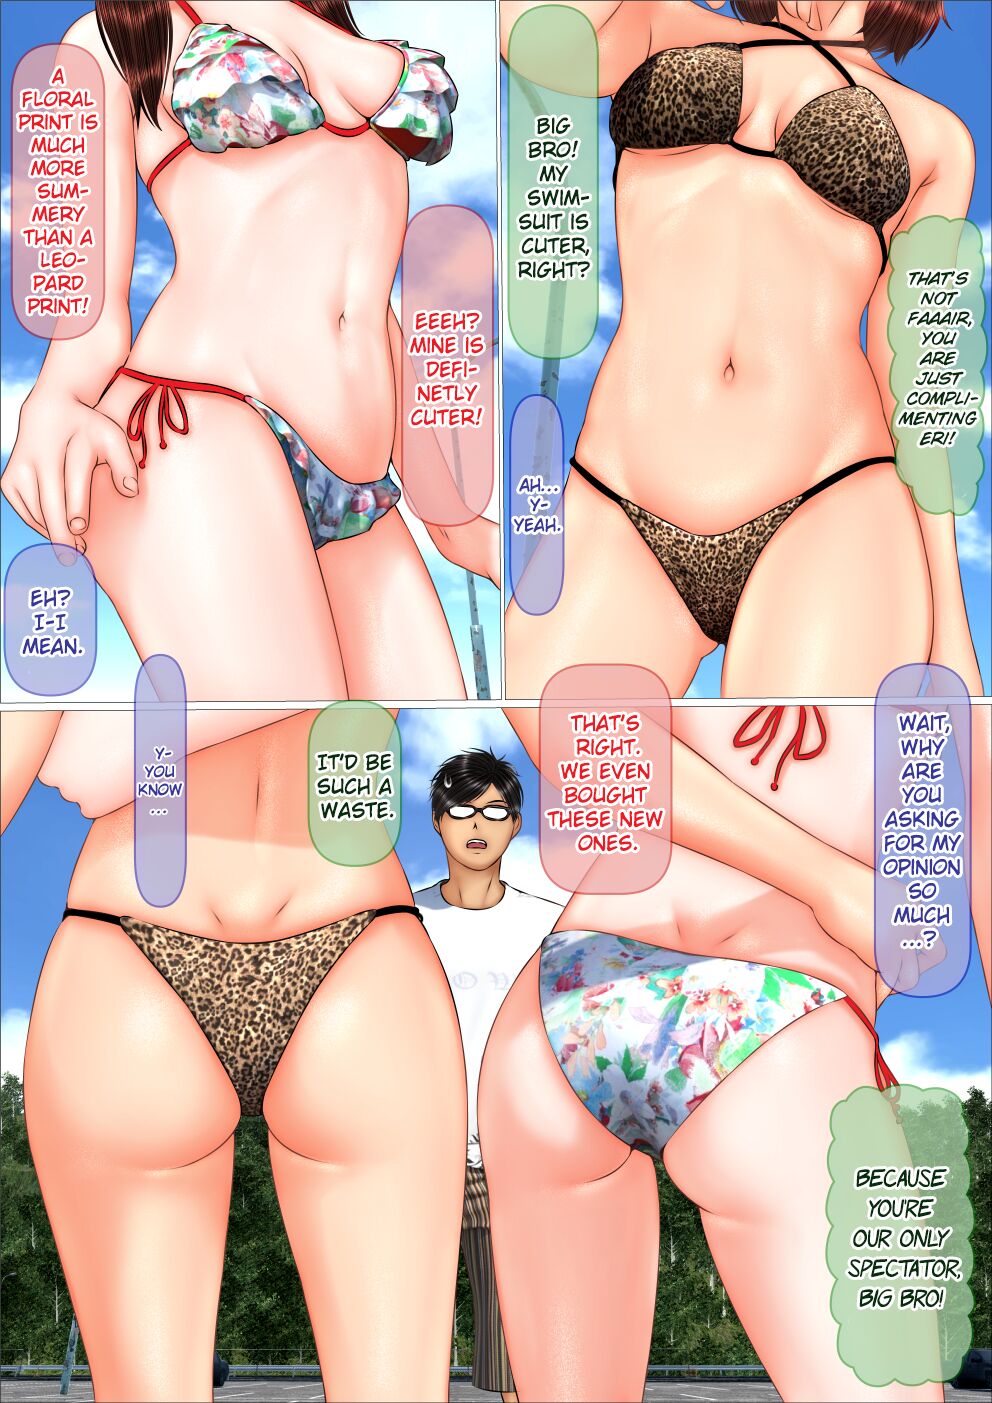 BIG
BRO!
MY
SWIM-
SUIT IS
CUTER,
RIGHT?
THAT'S
NOT
FAAAIR,
YOU
ARE
JUST
COMPLI-
MENTING
ERI!
AH...
Y-
YEAH.
A
FLORAL
PRINT IS
MUCH
MORE
SUM-
MERY
THAN A
LEO-
PARD
PRINT!
EEEH?
MINE IS
DEFI-
NETLY
CUTER!
EH?
I-I
MEAN.
WAIT,
WHY
ARE
YOU
ASKING
FOR MY
OPINION
SO
MUCH
...?
THAT'S
RIGHT.
WE EVEN
BOUGHT
THESE NEW
ONES.
IT'D BE
SUCH A
WASTE.
Y-
YOU
KNOW
...
BECAUSE
YOU'RE
OUR ONLY
SPECTATOR,
BIG BRO!